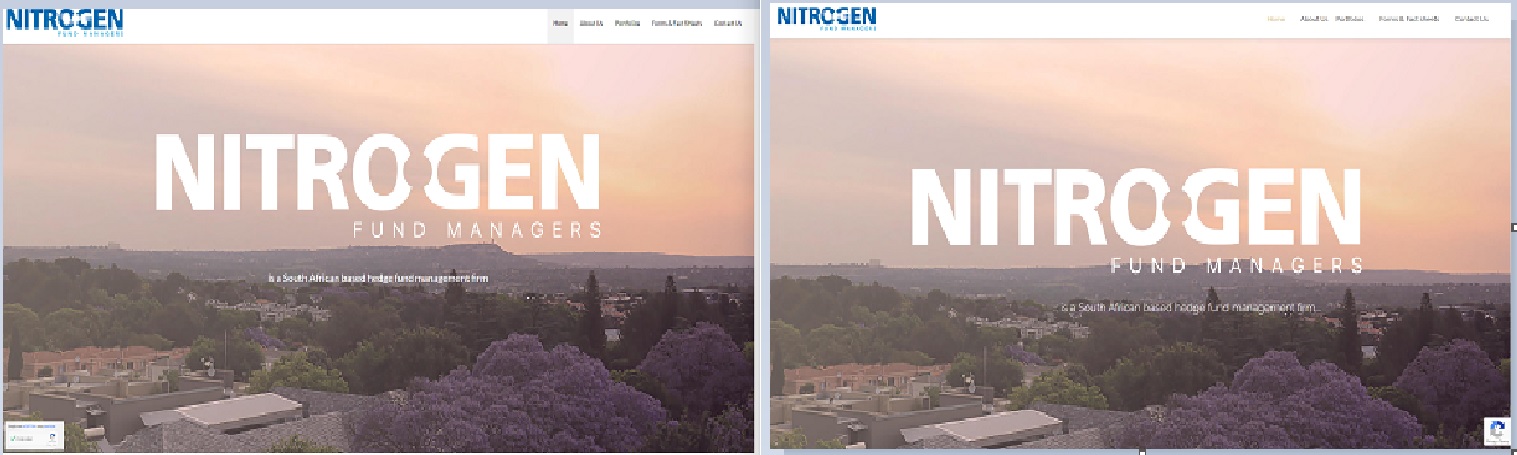 NITROGEN
FUND MANAGERS
Home About Us Portfolios Forms & Fact Sheets Contact Us
NITROGEN
FUND MANAGERS
is a South African based hedge fund management firm
NITROGEN
FUND MANAGERS
Home About Us Portfolios Forms & Fact Sheets Contact Us
NITROGEN
FUND MANAGERS
is a South African based hedge fund management firm...